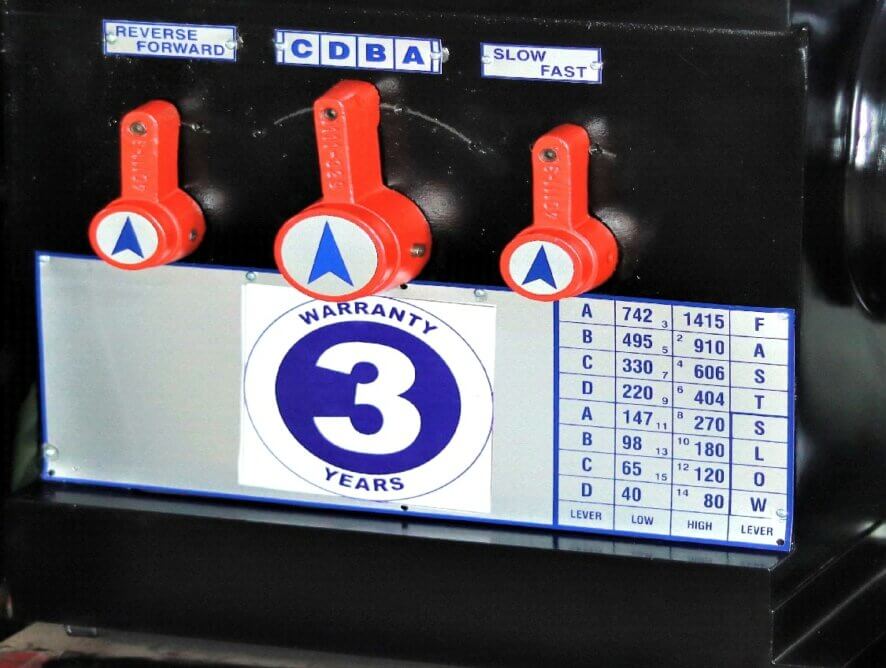 REVERSE
FORWARD
C D B A
SLOW
FAST
WARRANTY
3
YEARS
A 742 3 1415 F
B 495 5 2 910 A
C 330 7 4 606 S
D 220 9 6 404 T
A 147 11 8 270 S
B 98 13 10 180 L
C 65 15 12 120 O
D 40 14 80 W
LEVER LOW HIGH LEVER